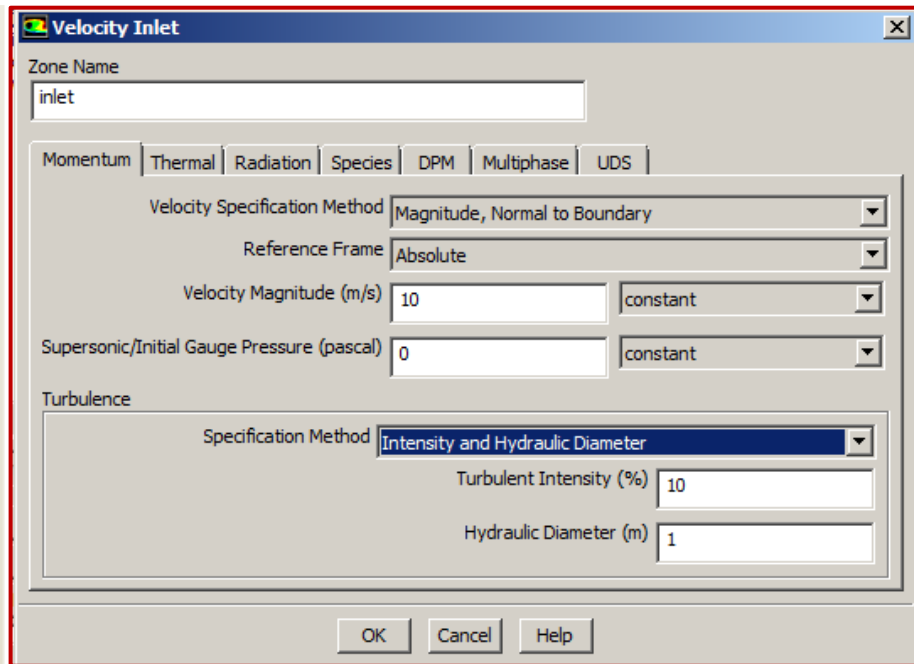 Velocity Inlet
Zone Name
inlet
Momentum Thermal Radiation Species DPM Multiphase UDS
Velocity Specification Method Magnitude, Normal to Boundary
Reference Frame Absolute
Velocity Magnitude (m/s) 10 constant
Supersonic/Initial Gauge Pressure (pascal) 0 constant
Turbulence
Specification Method Intensity and Hydraulic Diameter
Turbulent Intensity (%) 10
Hydraulic Diameter (m) 1
OK Cancel Help